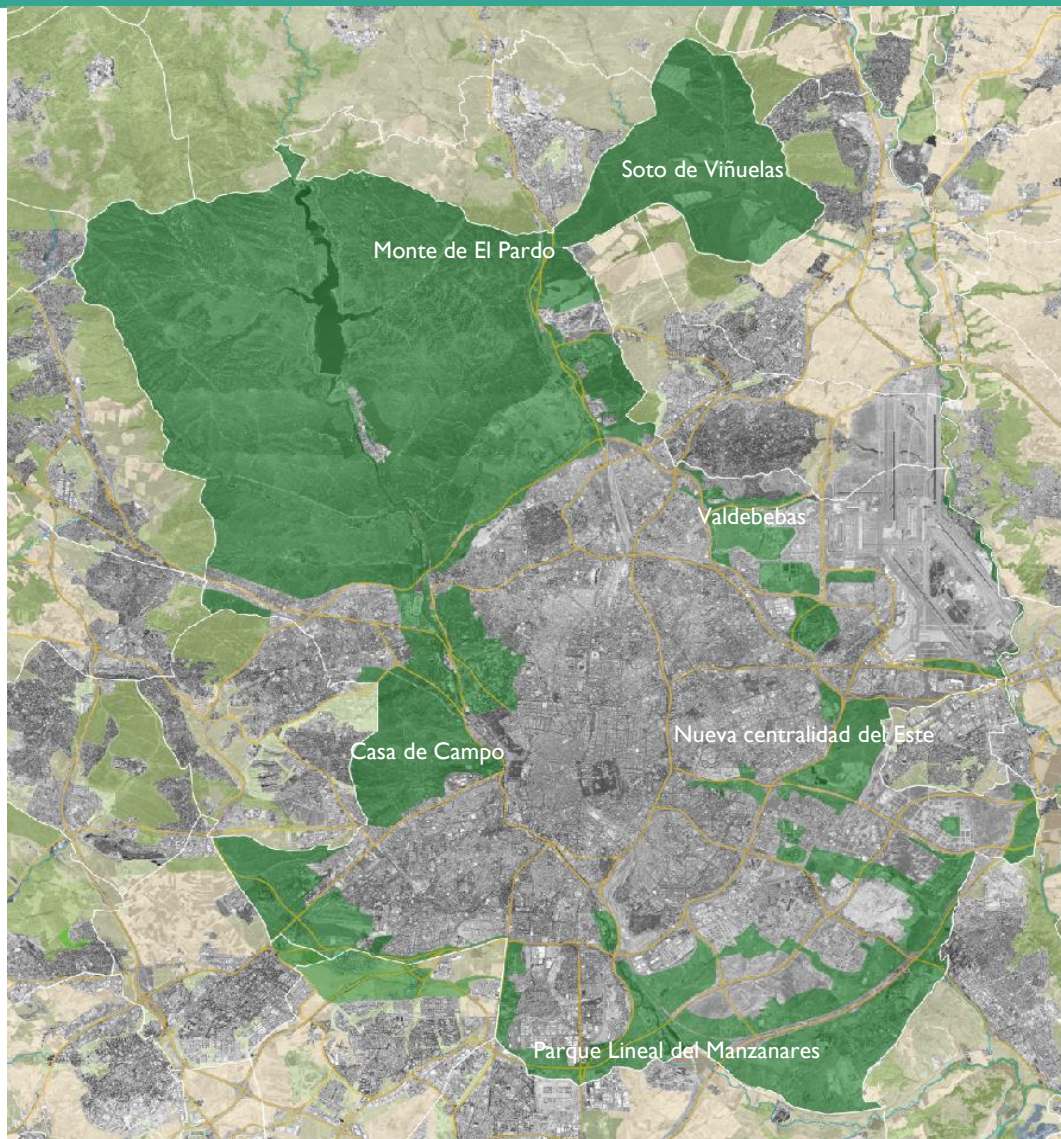 Soto de Viñuelas
Monte de El Pardo
Valdebebas
Nueva centralidad del Este
Casa de Campo
Parque Lineal del Manzanares